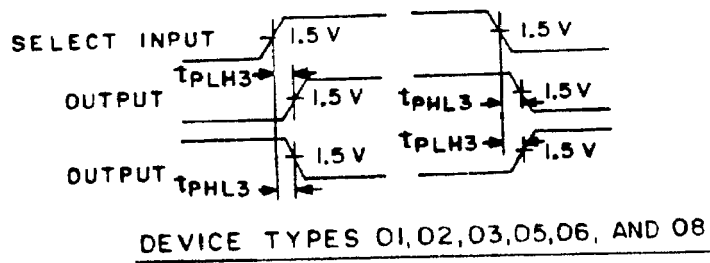 SELECT INPUT 1.5 V 1.5 V
tPLH3
OUTPUT 1.5 V tPHL3 1.5 V
tPLH3
OUTPUT 1.5 V 1.5 V
tPHL3
DEVICE TYPES 01,02,03,05,06, AND 08